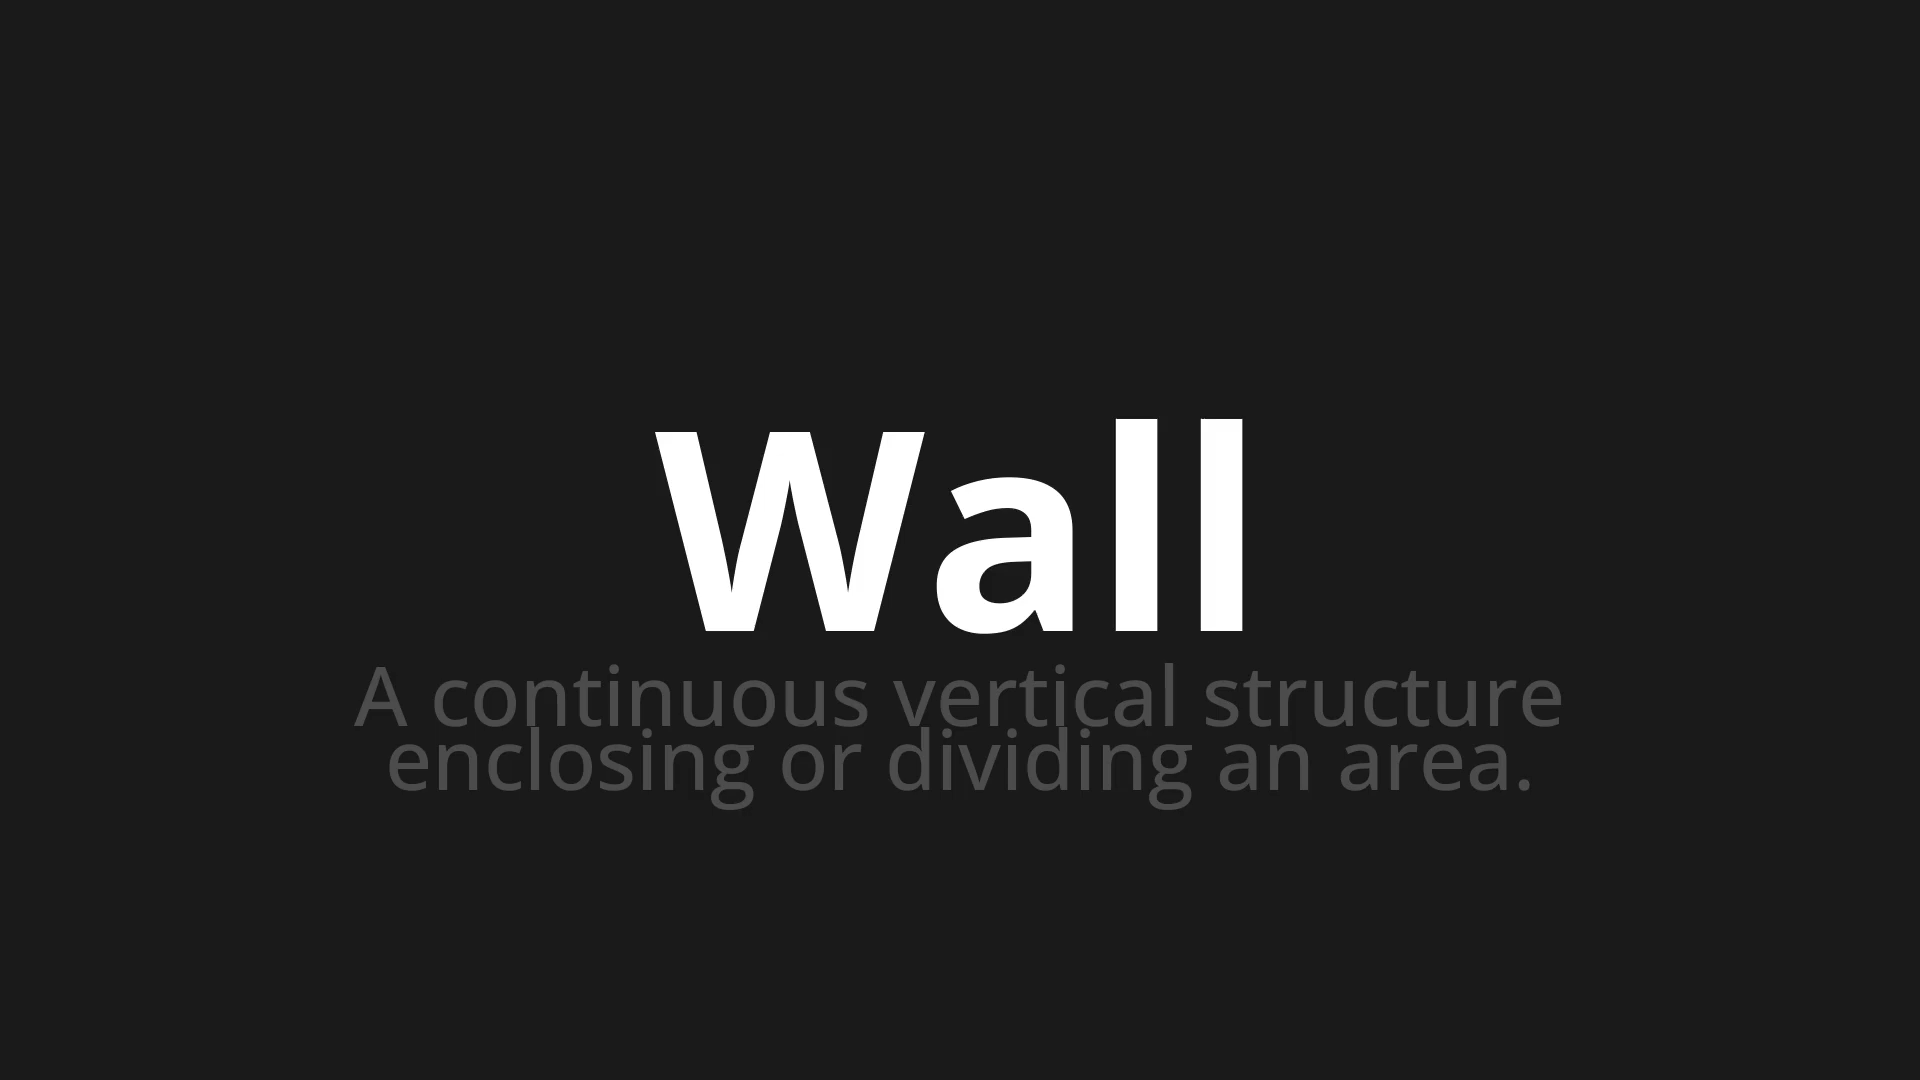 Wall
A continuous vertical structure
enclosing or dividing an area.